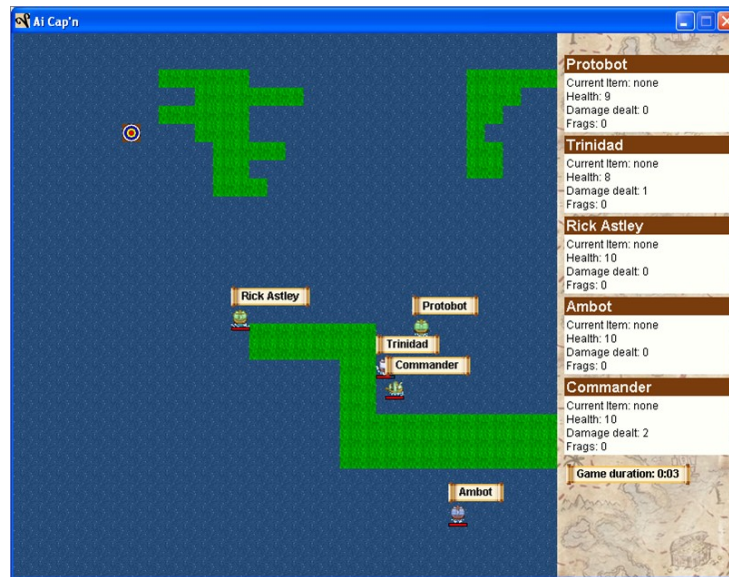 Ai Cap'n
Rick Astley
Protobot
Trinidad
Commander
Ambot
Protobot
Current Item: none
Health: 9
Damage dealt: 0
Frags: 0
Trinidad
Current Item: none
Health: 8
Damage dealt: 1
Frags: 0
Rick Astley
Current Item: none
Health: 10
Damage dealt: 0
Frags: 0
Ambot
Current Item: none
Health: 10
Damage dealt: 0
Frags: 0
Commander
Current Item: none
Health: 10
Damage dealt: 2
Frags: 0
Game duration: 0:03